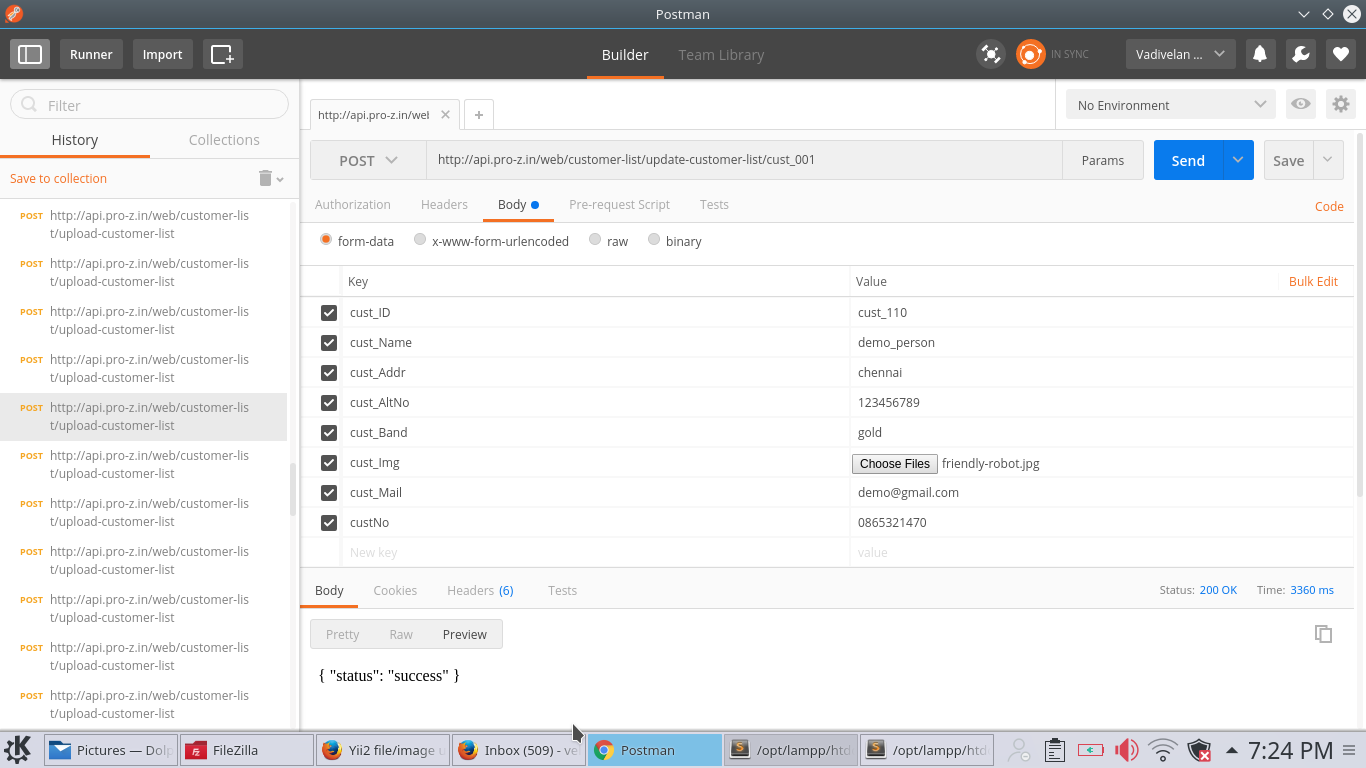 Postman
Runner
Import
Builder
Team Library
IN SYNC
Vadivelan ...
Filter
History
Collections
Save to collection
POST http://api.pro-z.in/web/customer-lis
t/upload-customer-list
POST http://api.pro-z.in/web/customer-lis
t/upload-customer-list
POST http://api.pro-z.in/web/customer-lis
t/upload-customer-list
POST http://api.pro-z.in/web/customer-lis
t/upload-customer-list
POST http://api.pro-z.in/web/customer-lis
t/upload-customer-list
POST http://api.pro-z.in/web/customer-lis
t/upload-customer-list
POST http://api.pro-z.in/web/customer-lis
t/upload-customer-list
POST http://api.pro-z.in/web/customer-lis
t/upload-customer-list
POST http://api.pro-z.in/web/customer-lis
t/upload-customer-list
POST http://api.pro-z.in/web/customer-lis
t/upload-customer-list
POST http://api.pro-z.in/web/customer-lis
t/upload-customer-list
http://api.pro-z.in/wel
No Environment
POST
http://api.pro-z.in/web/customer-list/update-customer-list/cust_001
Params
Send
Save
Authorization
Headers
Body
Pre-request Script
Tests
Code
form-data
x-www-form-urlencoded
raw
binary
Key
Value
Bulk Edit
cust_ID cust_110
cust_Name demo_person
cust_Addr chennai
cust_AltNo 123456789
cust_Band gold
cust_Img Choose Files friendly-robot.jpg
cust_Mail demo@gmail.com
custNo 0865321470
New key value
Body
Cookies
Headers (6)
Tests
Status: 200 OK
Time: 3360 ms
Pretty
Raw
Preview
{ "status": "success" }
Pictures — Dolp
FileZilla
Yii2 file/image u
Inbox (509) - ve
Postman
/opt/lampp/htd
/opt/lampp/htd
7:24 PM